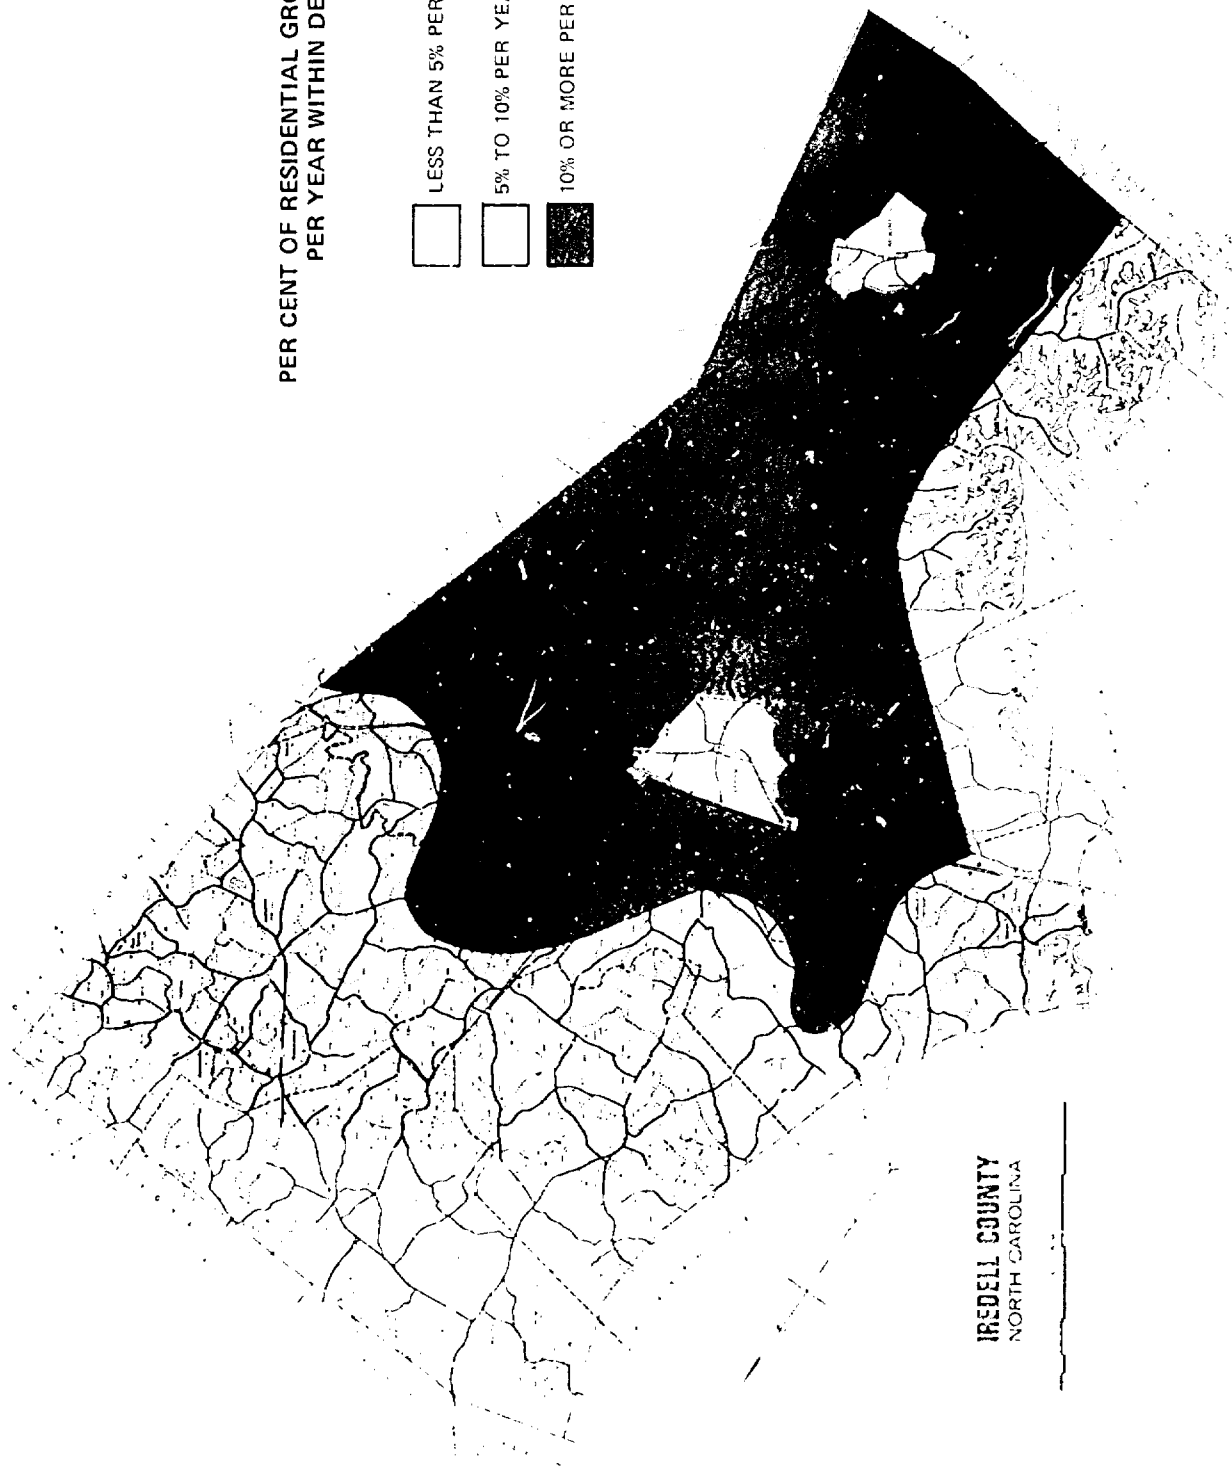 PER CENT OF RESIDENTIAL GRO
PER YEAR WITHIN DE
LESS THAN 5% PER
5% TO 10% PER YEA
10% OR MORE PER
IREDELL COUNTY
NORTH CAROLINA